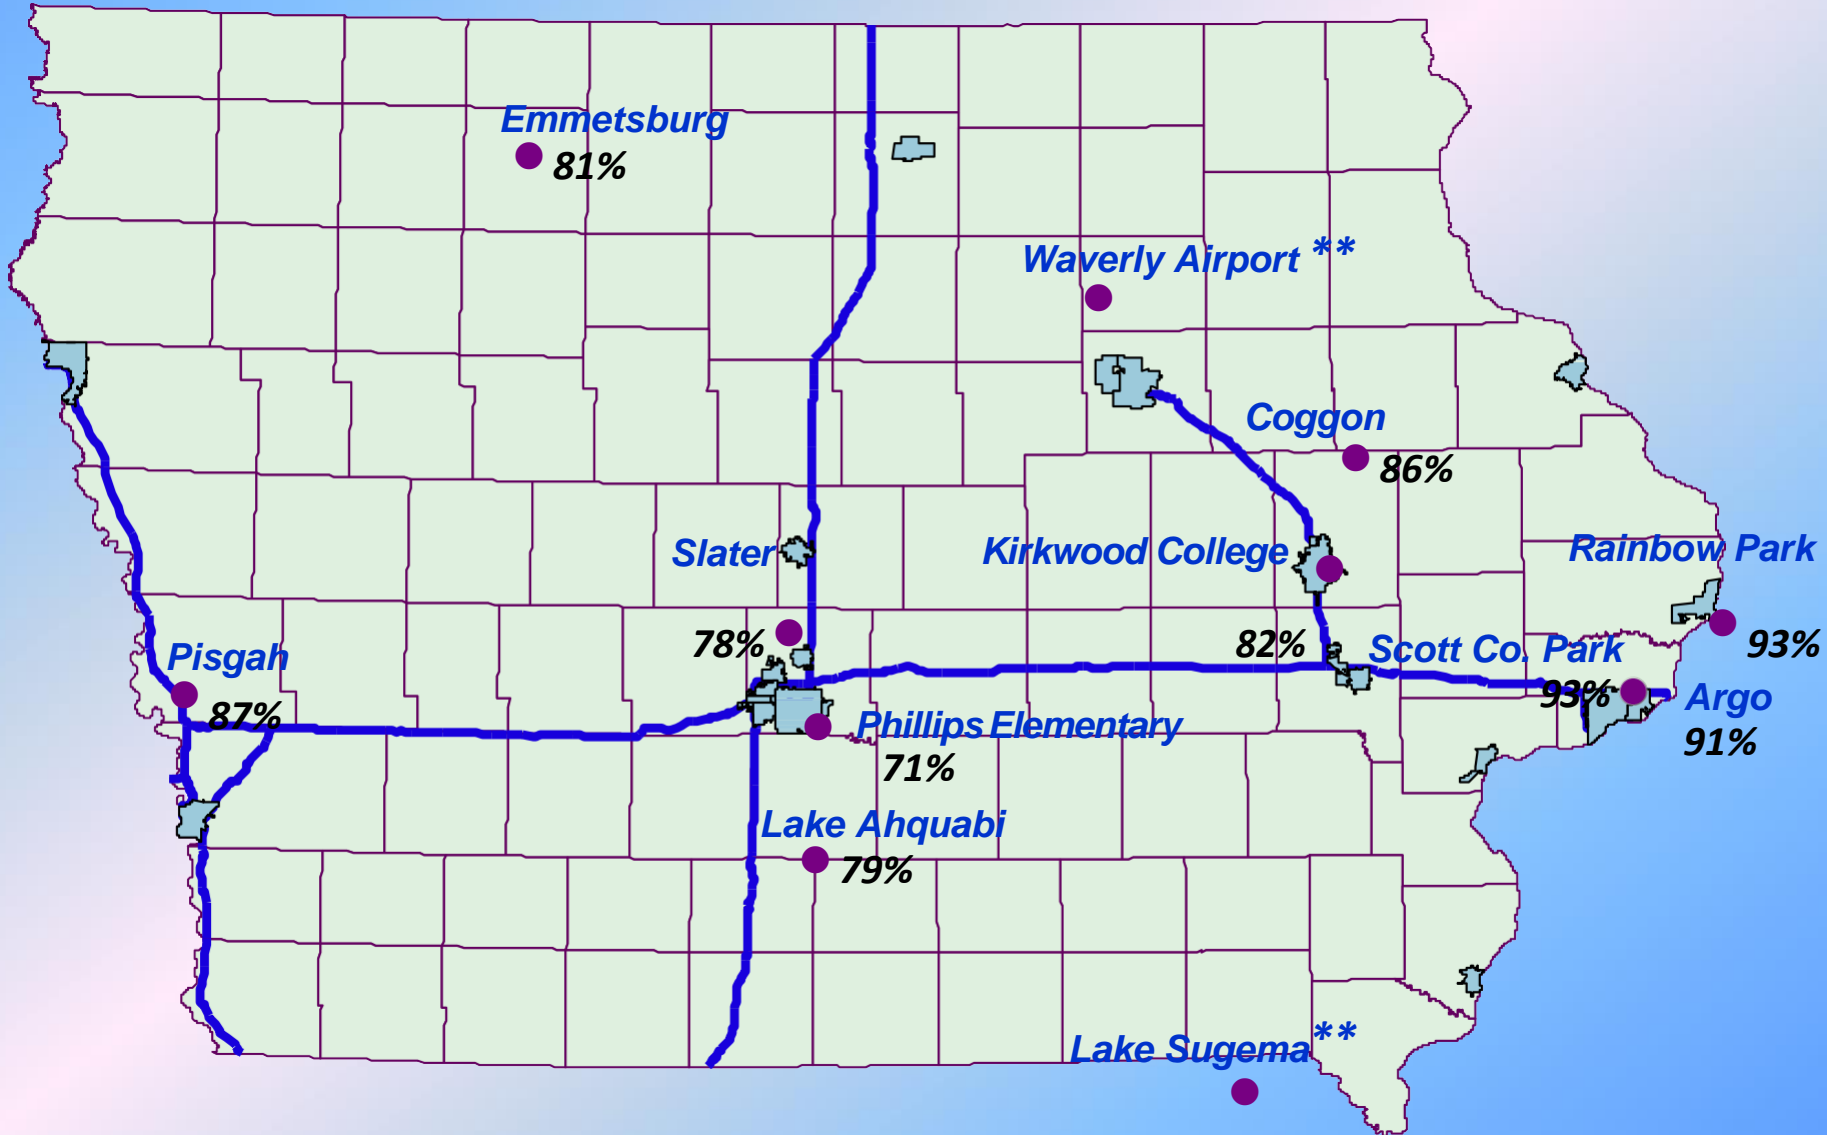 Emmetsburg
81%
Waverly Airport **
Coggon
86%
Slater
Kirkwood College
Rainbow Park
78%
82%
93%
Pisgah
87%
Scott Co. Park
93%
Argo
91%
Phillips Elementary
71%
Lake Ahquabi
79%
Lake Sugema**